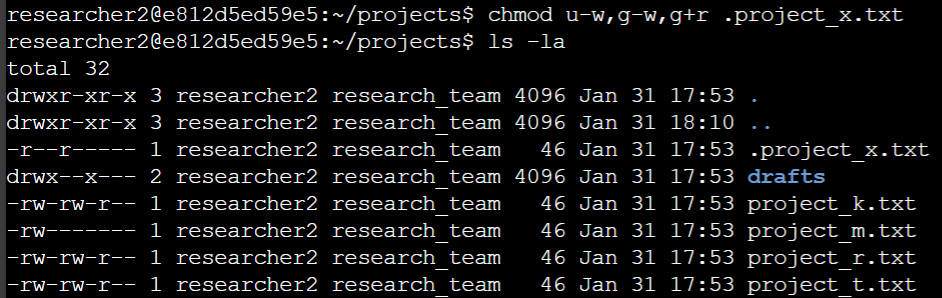 researcher2@e812d5ed59e5:~/projects$ chmod u-w,g-w,g+r .project_x.txt
researcher2@e812d5ed59e5:~/projects$ ls -la
total 32
drwxr-xr-x 3 researcher2 research_team 4096 Jan 31 17:53 .
drwxr-xr-x 3 researcher2 research_team 4096 Jan 31 18:10 ..
-r--r----- 1 researcher2 research_team   46 Jan 31 17:53 .project_x.txt
drwx--x--- 2 researcher2 research_team 4096 Jan 31 17:53 drafts
-rw-rw-r-- 1 researcher2 research_team   46 Jan 31 17:53 project_k.txt
-rw------- 1 researcher2 research_team   46 Jan 31 17:53 project_m.txt
-rw-rw-r-- 1 researcher2 research_team   46 Jan 31 17:53 project_r.txt
-rw-rw-r-- 1 researcher2 research_team   46 Jan 31 17:53 project_t.txt